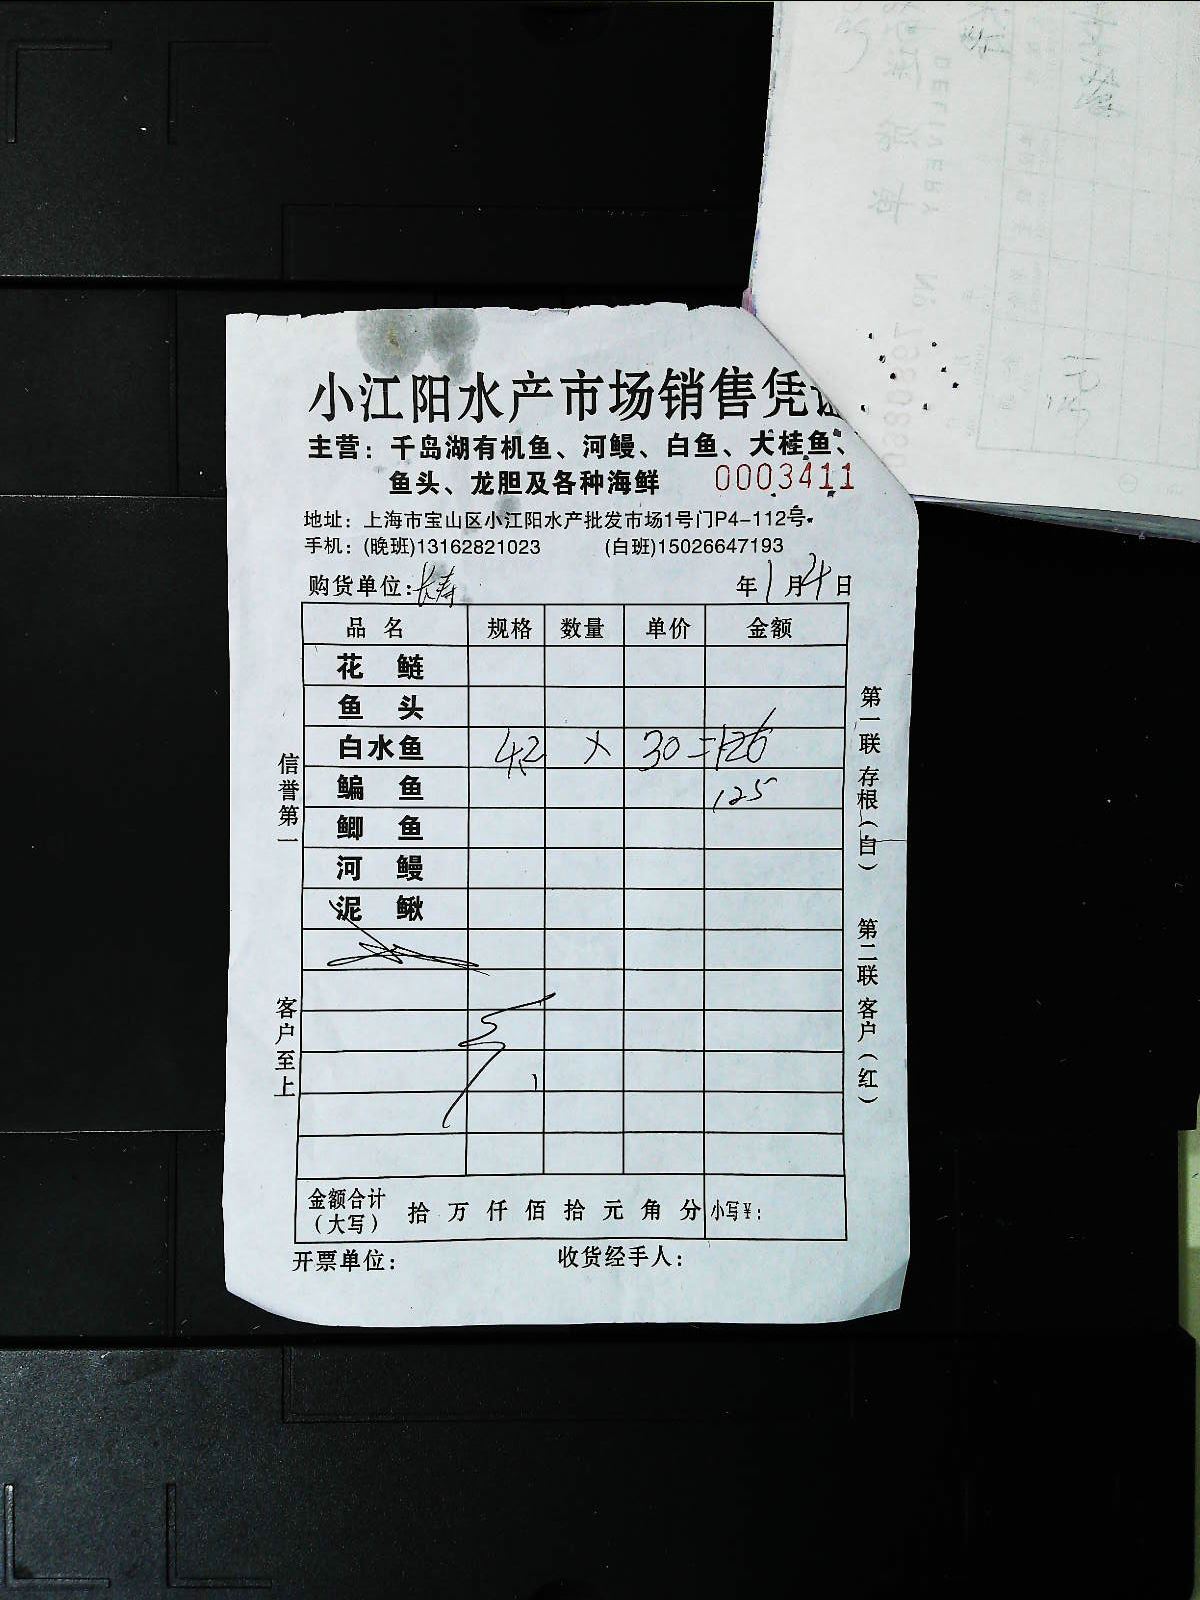 小江阳水产市场销售凭证
主营：千岛湖有机鱼、河鳗、白鱼、犬桂鱼、
鱼头、龙胆及各种海鲜 0003411
地址：上海市宝山区小江阳水产批发市场1号门P4-112号
手机：(晚班)13162821023 (白班)15026647193
购货单位：长寿 年1月24日
品名 规格 数量 单价 金额
花鲢
鱼头
白水鱼 4.2 × 30=126
鳊鱼 125
鲫鱼
河鳗
泥鳅
金额合计（大写） 拾 万 仟 佰 拾 元 角 分 小写¥：
开票单位： 收货经手人：
信誉第一
客户至上
第一联 存根（白）
第二联 客户（红）
DELIVERY